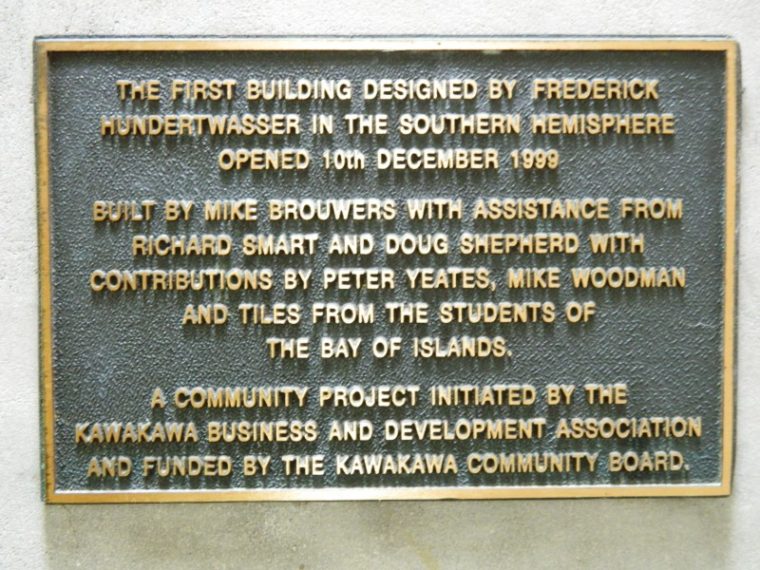 THE FIRST BUILDING DESIGNED BY FREDERICK
HUNDERTWASSER IN THE SOUTHERN HEMISPHERE
OPENED 10th DECEMBER 1999
BUILT BY MIKE BROUWERS WITH ASSISTANCE FROM
RICHARD SMART AND DOUG SHEPHERD WITH
CONTRIBUTIONS BY PETER YEATES, MIKE WOODMAN
AND TILES FROM THE STUDENTS OF
THE BAY OF ISLANDS.
A COMMUNITY PROJECT INITIATED BY THE
KAWAKAWA BUSINESS AND DEVELOPMENT ASSOCIATION
AND FUNDED BY THE KAWAKAWA COMMUNITY BOARD.